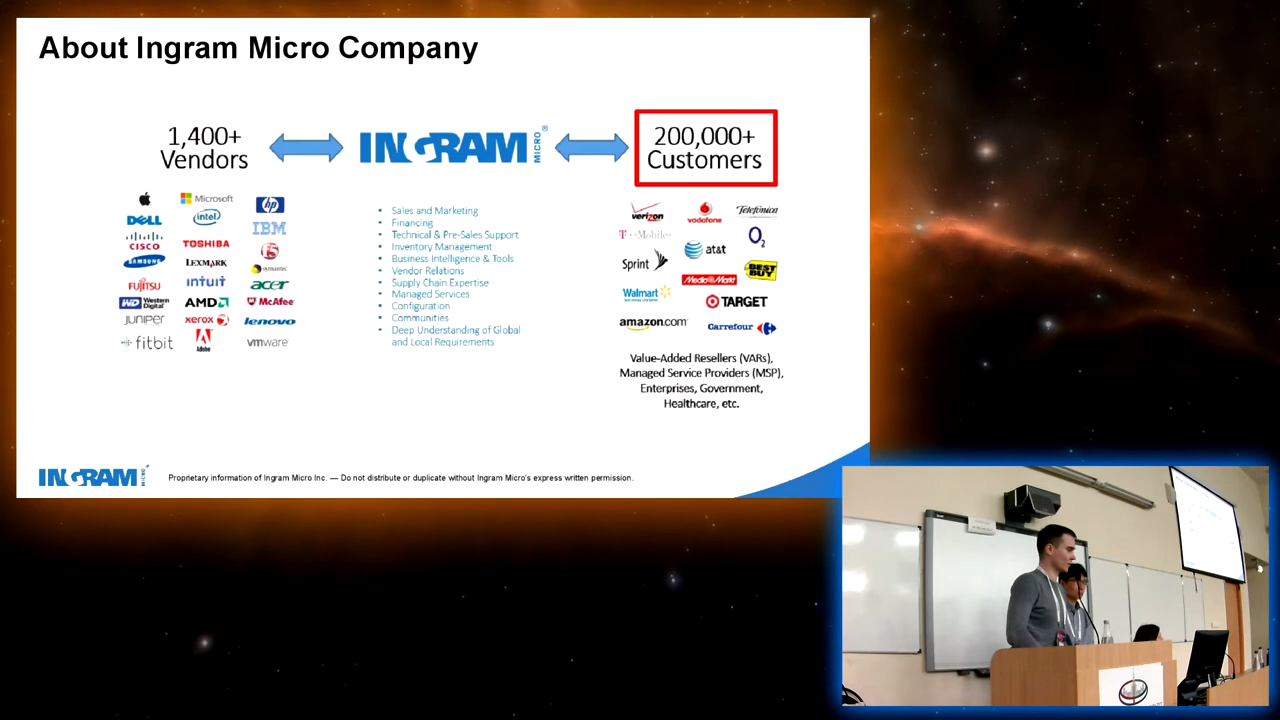 About Ingram Micro Company
1,400+
Vendors
INGRAM MICRO®
200,000+
Customers
Microsoft
hp
DELL
intel
IBM
CISCO
TOSHIBA
f5
SAMSUNG
LEXMARK
symantec
FUJITSU
intuit
acer
WD Western Digital
AMD
McAfee
JUNIPER
xerox
lenovo
fitbit
Adobe
vmware
• Sales and Marketing
• Financing
• Technical & Pre-Sales Support
• Inventory Management
• Business Intelligence & Tools
• Vendor Relations
• Supply Chain Expertise
• Managed Services
• Configuration
• Communities
• Deep Understanding of Global
and Local Requirements
verizon
vodafone
Telefónica
T··Mobile·
at&t
O2
Sprint
BEST BUY
Media Markt
Walmart
TARGET
amazon.com
Carrefour
Value-Added Resellers (VARs),
Managed Service Providers (MSP),
Enterprises, Government,
Healthcare, etc.
INGRAM MICRO
Proprietary information of Ingram Micro Inc. — Do not distribute or duplicate without Ingram Micro's express written permission.